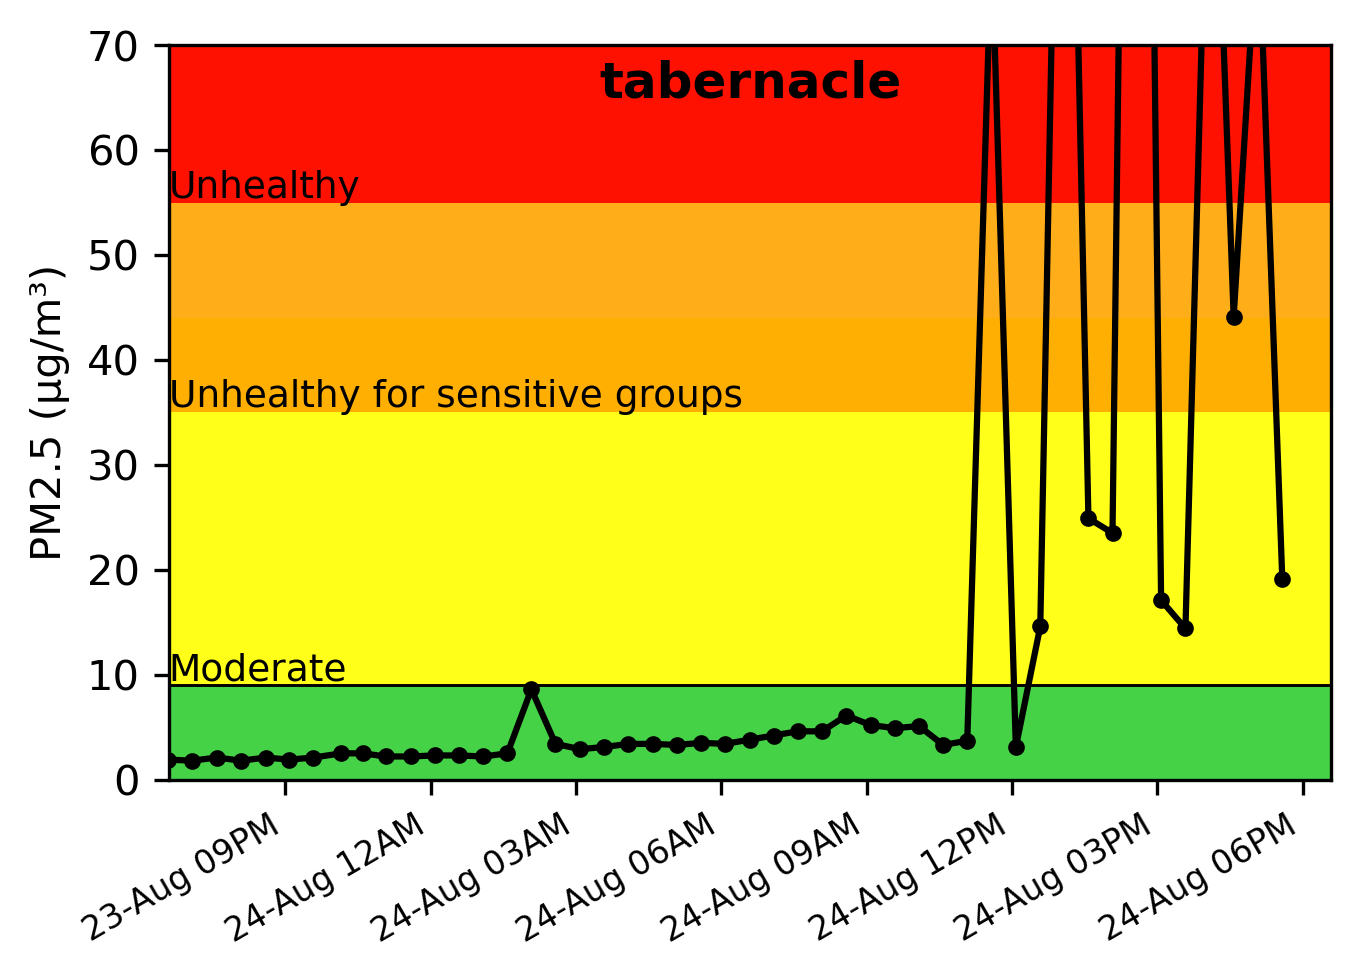 tabernacle
PM2.5 (µg/m³)
70
60
50
40
30
20
10
0
Unhealthy
Unhealthy for sensitive groups
Moderate
23-Aug 09PM
24-Aug 12AM
24-Aug 03AM
24-Aug 06AM
24-Aug 09AM
24-Aug 12PM
24-Aug 03PM
24-Aug 06PM